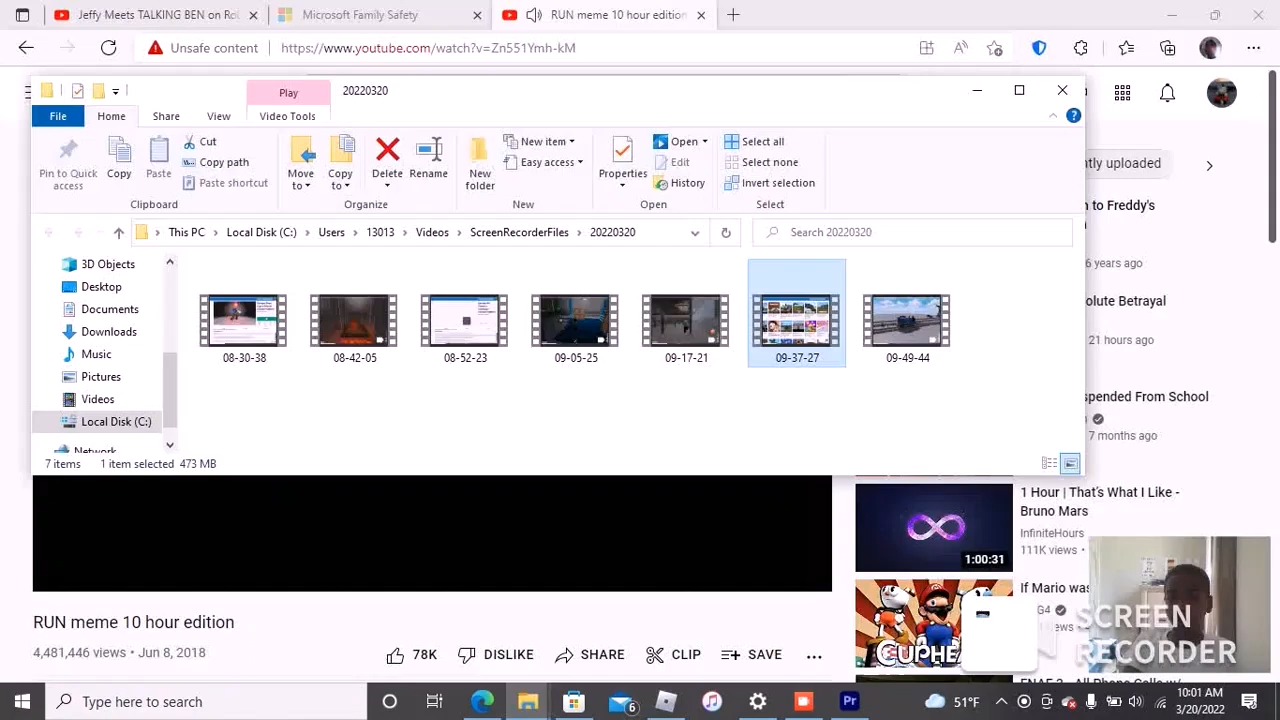 Jeffy Meets TALKING BEN on Rol
Microsoft Family Safety
RUN meme 10 hour edition
Unsafe content
https://www.youtube.com/watch?v=Zn551Ymh-kM
Play
20220320
File
Home
Share
View
Video Tools
Pin to Quick access
Copy
Paste
Cut
Copy path
Paste shortcut
Clipboard
Move to
Copy to
Delete
Rename
Organize
New folder
New item
Easy access
New
Properties
Open
Edit
History
Open
Select all
Select none
Invert selection
Select
This PC > Local Disk (C:) > Users > 13013 > Videos > ScreenRecorderFiles > 20220320
Search 20220320
3D Objects
Desktop
Documents
Downloads
Music
Pictures
Videos
Local Disk (C:)
Network
08-30-38
08-42-05
08-52-23
09-05-25
09-17-21
09-37-27
09-49-44
7 items
1 item selected 473 MB
ntly uploaded
n to Freddy's
6 years ago
olute Betrayal
21 hours ago
spended From School
7 months ago
1 Hour | That's What I Like -
Bruno Mars
InfiniteHours
111K views •
1:00:31
If Mario was
G4
CUPHEA
SCREEN
RECORDER
RUN meme 10 hour edition
4,481,446 views • Jun 8, 2018
78K
DISLIKE
SHARE
CLIP
SAVE
Type here to search
6
Pr
51°F
10:01 AM
3/20/2022